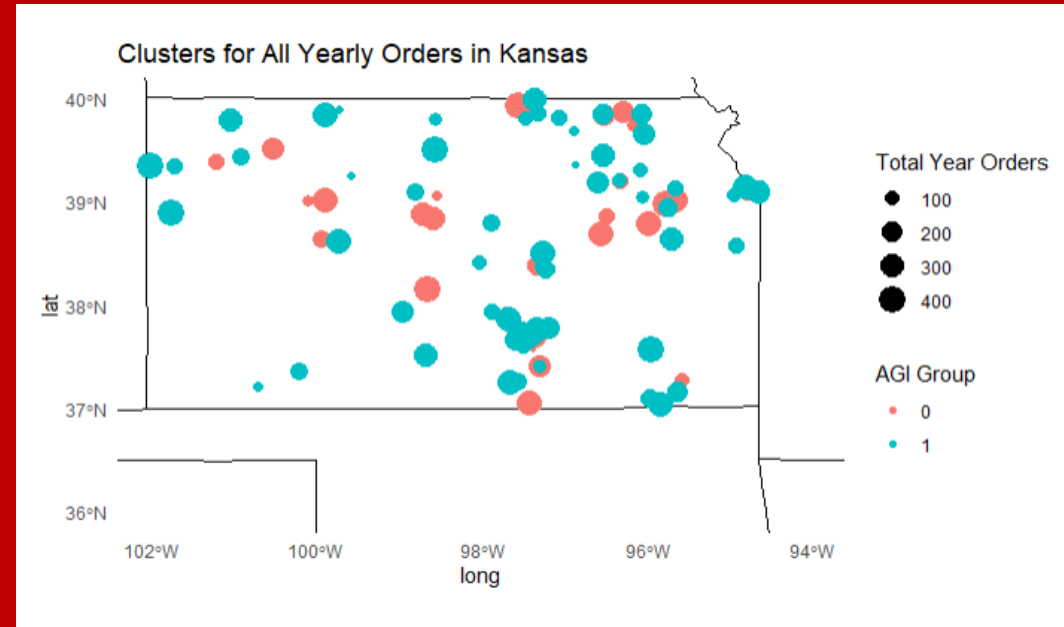 Clusters for All Yearly Orders in Kansas
40°N
39°N
38°N
37°N
36°N
lat
102°W 100°W 98°W 96°W 94°W
long
Total Year Orders
100
200
300
400
AGI Group
0
1